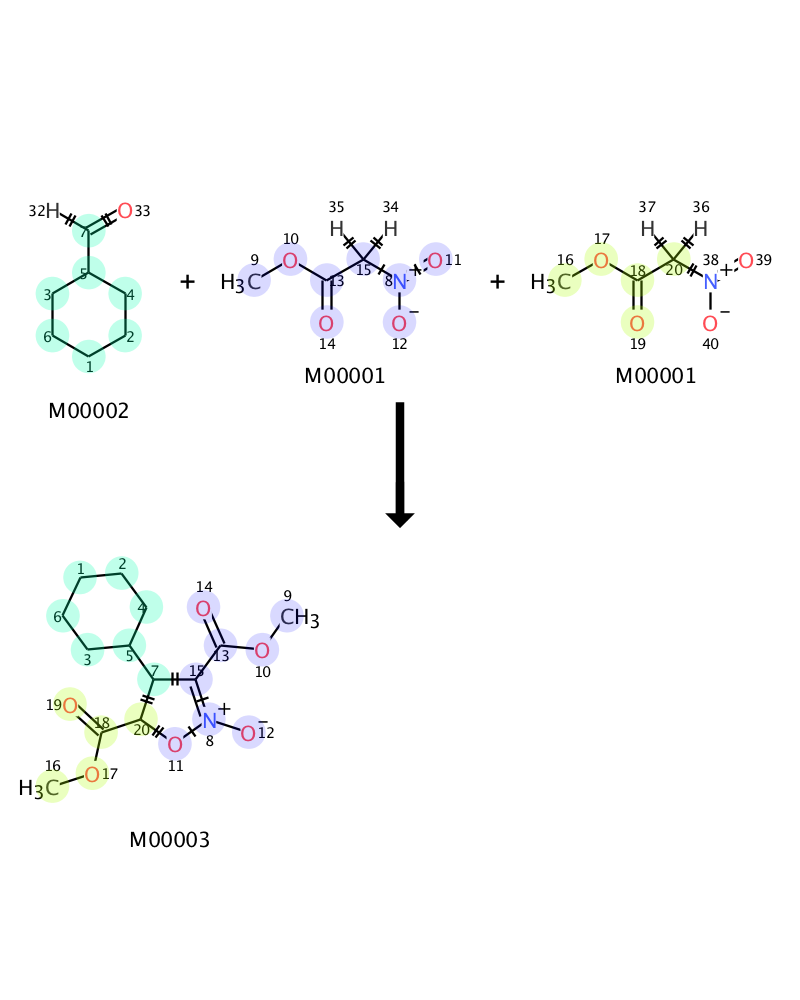 32 H O 33
7
5
3 4
6 2
1
+
35 34
H H
9 10 15 8 11
H3C O 13 N + O
O O −
14 12
M00001
+
37 36
H H
16 17 18 20 38 39
H3C O N + O
O O −
19 40
M00001
M00002
1 2
6 4
3 5
14 9
O CH3
13 O
10
7 15
19 O 18 20 N + O − 12
8
O
11
16 O 17
H3C
M00003